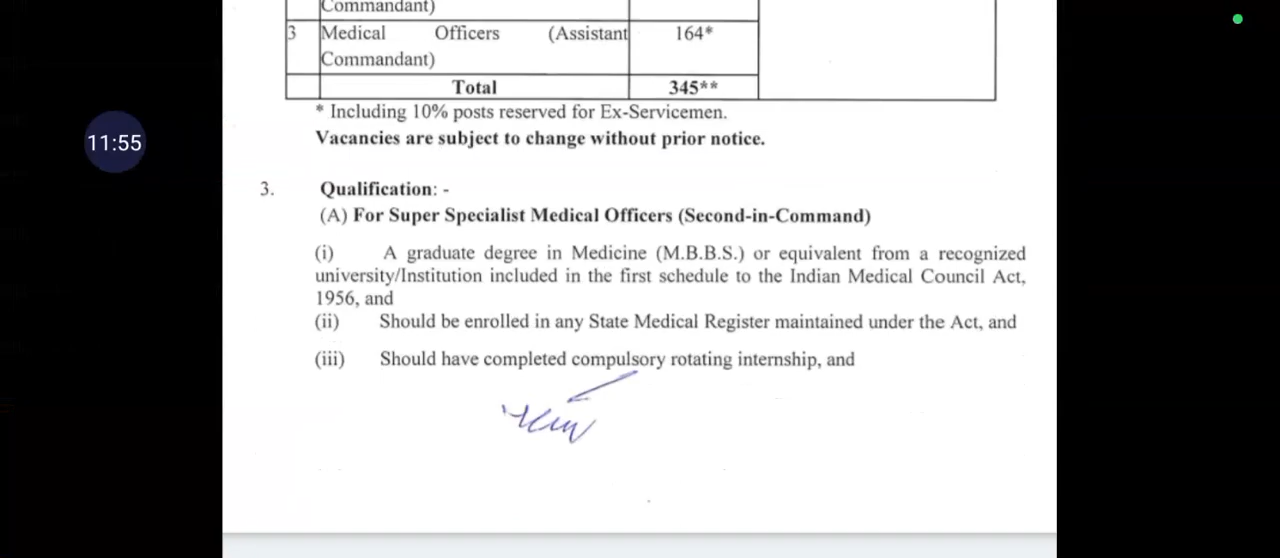 Commandant)
3 Medical Officers (Assistant 164*
Commandant)
Total 345**
* Including 10% posts reserved for Ex-Servicemen.
Vacancies are subject to change without prior notice.
11:55
3. Qualification: -
(A) For Super Specialist Medical Officers (Second-in-Command)
(i) A graduate degree in Medicine (M.B.B.S.) or equivalent from a recognized
university/Institution included in the first schedule to the Indian Medical Council Act,
1956, and
(ii) Should be enrolled in any State Medical Register maintained under the Act, and
(iii) Should have completed compulsory rotating internship, and